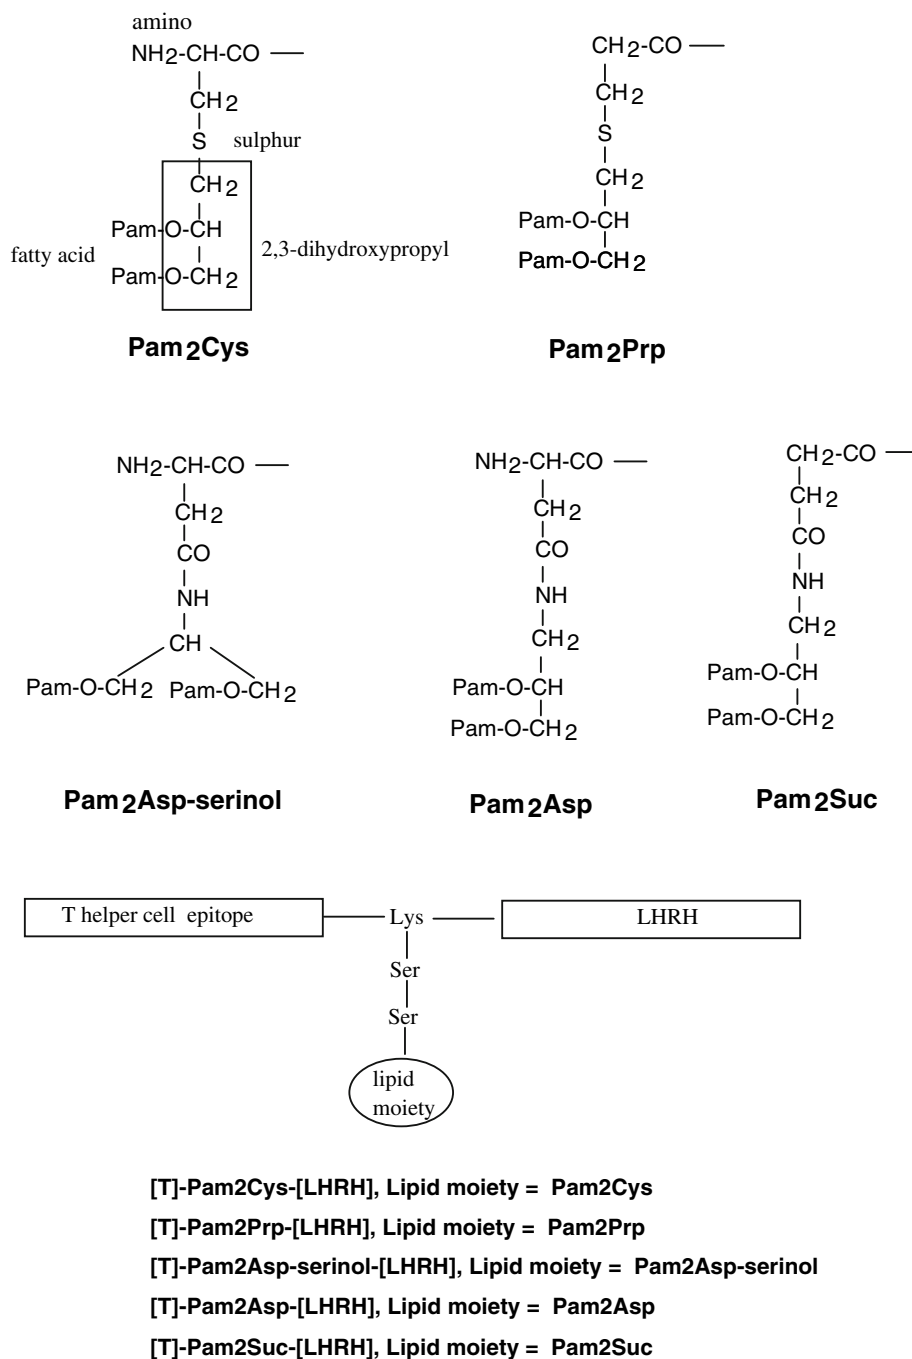 amino
NH2-CH-CO
CH2
S sulphur
CH2
Pam-O-CH
fatty acid 2,3-dihydroxypropyl
Pam-O-CH2
Pam2Cys
CH2-CO
CH2
S
CH2
Pam-O-CH
Pam-O-CH2
Pam2Prp
NH2-CH-CO
CH2
CO
NH
CH
Pam-O-CH2 Pam-O-CH2
Pam2Asp-serinol
NH2-CH-CO
CH2
CO
NH
CH2
Pam-O-CH
Pam-O-CH2
Pam2Asp
CH2-CO
CH2
CO
NH
CH2
Pam-O-CH
Pam-O-CH2
Pam2Suc
T helper cell epitope Lys LHRH
Ser
Ser
lipid
moiety
[T]-Pam2Cys-[LHRH], Lipid moiety = Pam2Cys
[T]-Pam2Prp-[LHRH], Lipid moiety = Pam2Prp
[T]-Pam2Asp-serinol-[LHRH], Lipid moiety = Pam2Asp-serinol
[T]-Pam2Asp-[LHRH], Lipid moiety = Pam2Asp
[T]-Pam2Suc-[LHRH], Lipid moiety = Pam2Suc